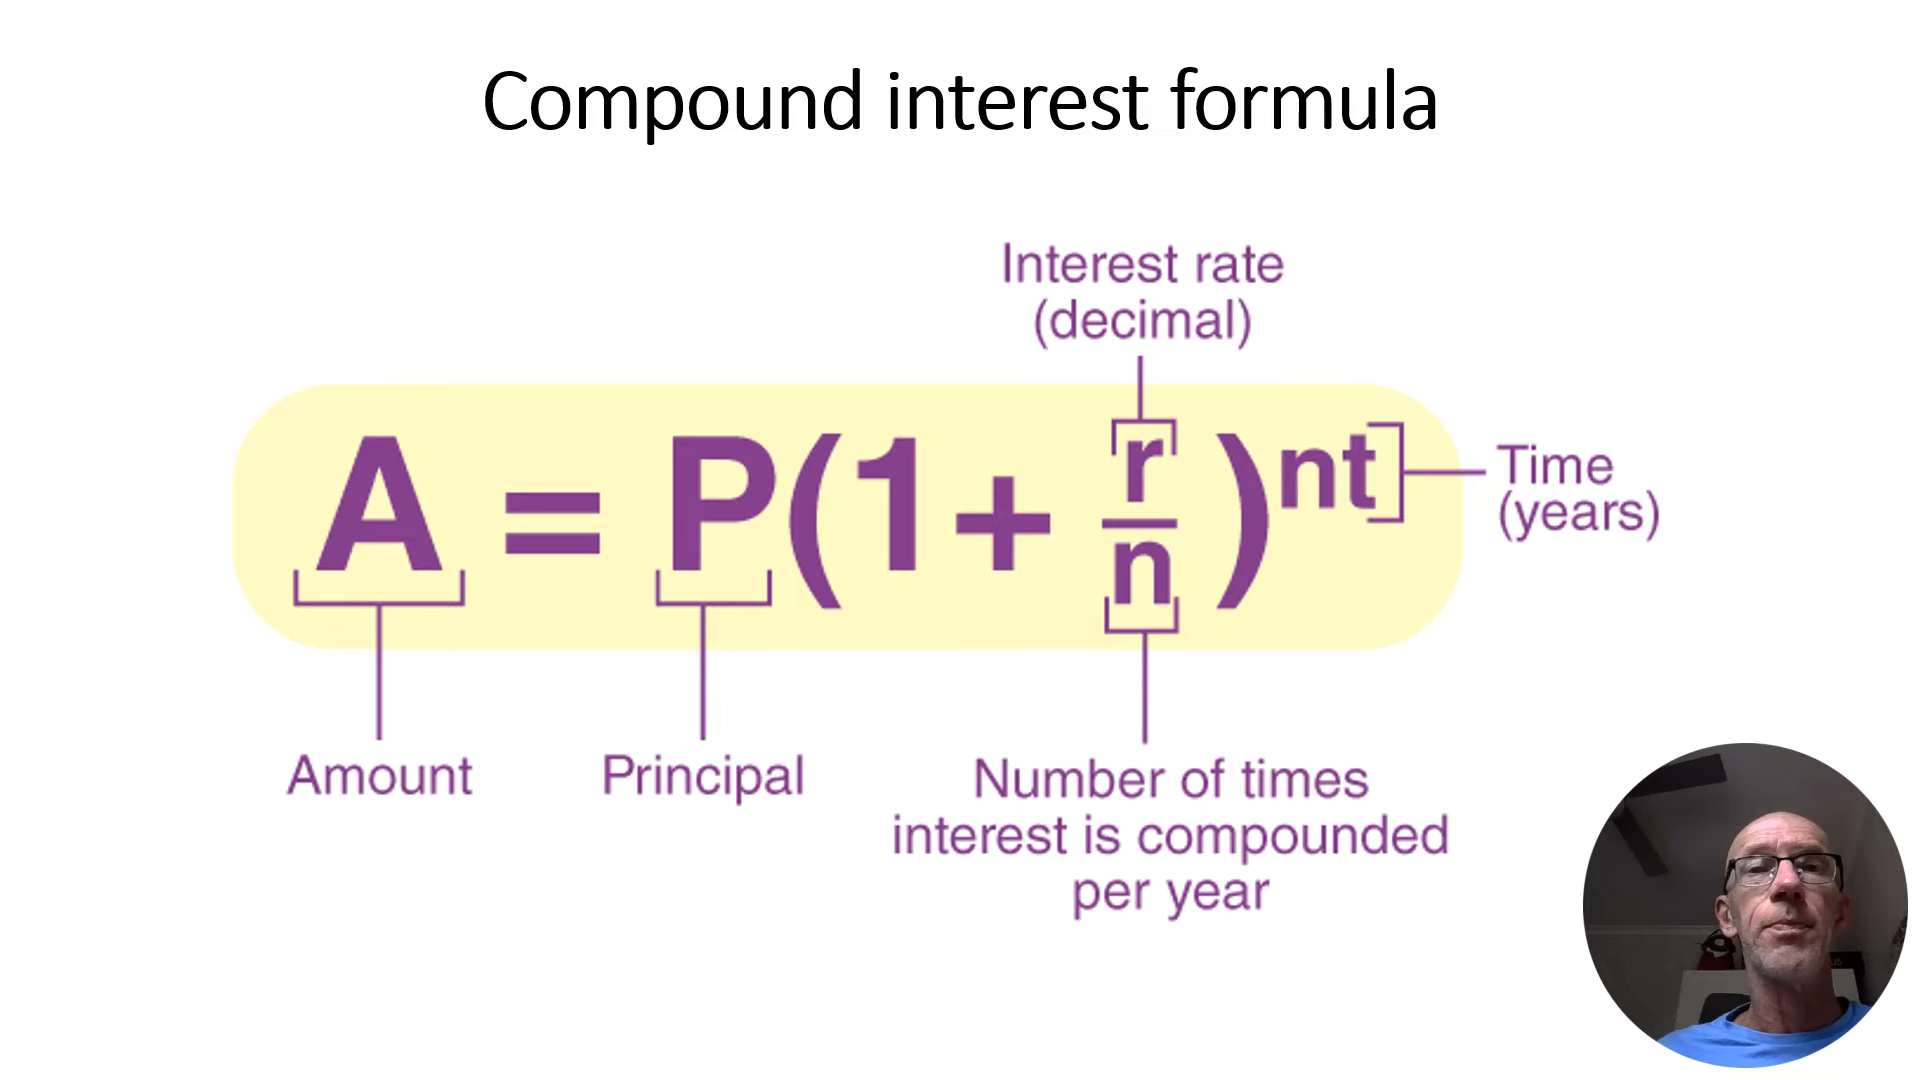 Compound interest formula
Interest rate
(decimal)
A = P(1+ r/n)^nt
Time
(years)
Amount
Principal
Number of times
interest is compounded
per year